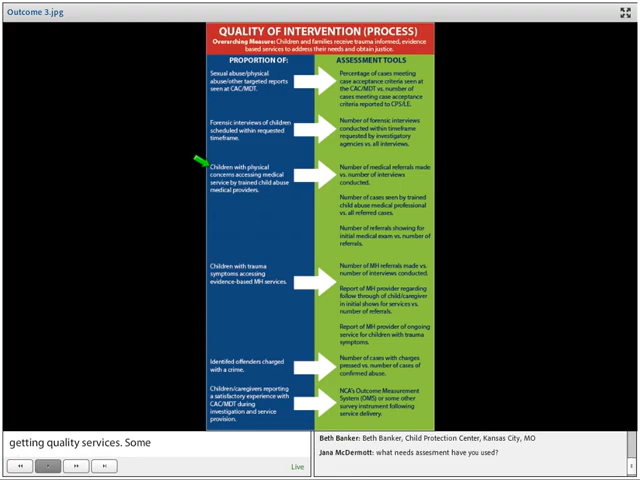 Outcome 3.jpg
QUALITY OF INTERVENTION (PROCESS)
Overarching Measure: Children and families receive trauma informed, evidence
based services to address their needs and obtain justice.
PROPORTION OF:
ASSESSMENT TOOLS
Sexual abuse/physical
abuse/other targeted reports
seen at CAC/MDT.
Percentage of cases meeting
case acceptance criteria seen at
the CAC/MDT vs. number of
cases meeting case acceptance
criteria reported to CPS/LE.
Forensic interviews of children
scheduled within requested
timeframe.
Number of forensic interviews
conducted within timeframe
requested by investigatory
agencies vs. all interviews.
Children with physical
concerns accessing medical
service by trained child abuse
medical providers.
Number of medical referrals made
vs. number of interviews
conducted.
Number of cases seen by trained
child abuse medical professional
vs. all referred cases.
Number of referrals showing for
initial medical exam vs. number of
referrals.
Children with trauma
symptoms accessing
evidence-based MH services.
Number of MH referrals made vs.
number of interviews conducted.
Report of MH provider regarding
follow through of child/caregiver
in initial shows for services vs.
number of referrals.
Report of MH provider of ongoing
service for children with trauma
symptoms.
Identifed offenders charged
with a crime.
Number of cases with charges
pressed vs. number of cases of
confirmed abuse.
Children/caregivers reporting
a satisfactory experience with
CAC/MDT during
investigation and service
provision.
NCA's Outcome Measurement
System (OMS) or some other
survey instrument following
service delivery.
getting quality services. Some
Live
Beth Banker: Beth Banker, Child Protection Center, Kansas City, MO
Jana McDermott: what needs assesment have you used?